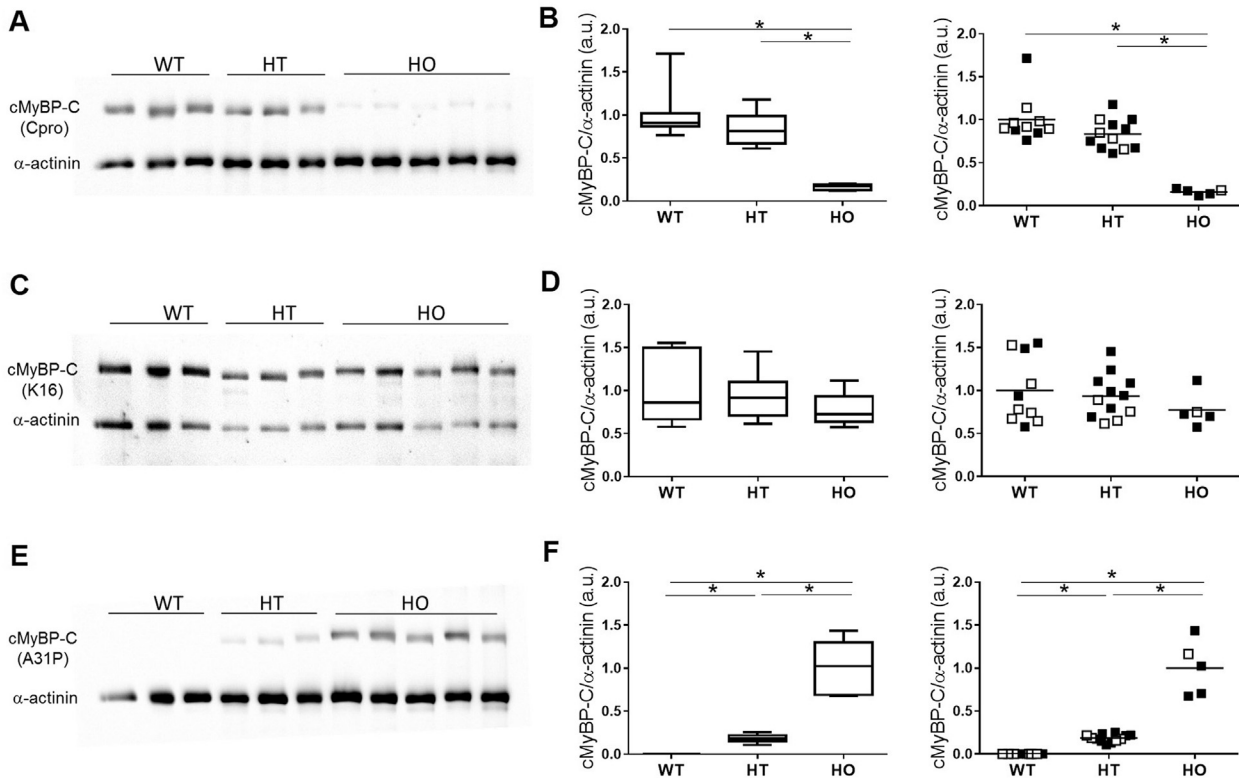 A
WT HT HO
cMyBP-C
(Cpro)
α-actinin
B
cMyBP-C/α-actinin (a.u.)
2.0
1.5
1.0
0.5
0.0
* *
WT HT HO
cMyBP-C/α-actinin (a.u.)
2.0
1.5
1.0
0.5
0.0
* *
WT HT HO
C
WT HT HO
cMyBP-C
(K16)
α-actinin
D
cMyBP-C/α-actinin (a.u.)
2.0
1.5
1.0
0.5
0.0
WT HT HO
cMyBP-C/α-actinin (a.u.)
2.0
1.5
1.0
0.5
0.0
WT HT HO
E
WT HT HO
cMyBP-C
(A31P)
α-actinin
F
cMyBP-C/α-actinin (a.u.)
2.0
1.5
1.0
0.5
0.0
*
* *
WT HT HO
cMyBP-C/α-actinin (a.u.)
2.0
1.5
1.0
0.5
0.0
*
* *
WT HT HO